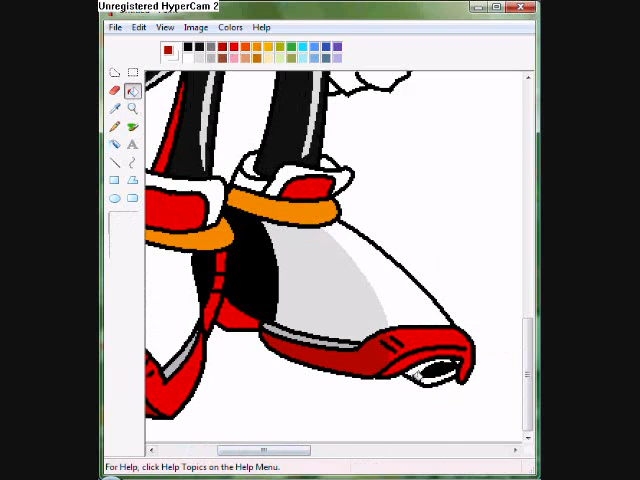 Unregistered HyperCam 2
File Edit View Image Colors Help
For Help, click Help Topics on the Help Menu.